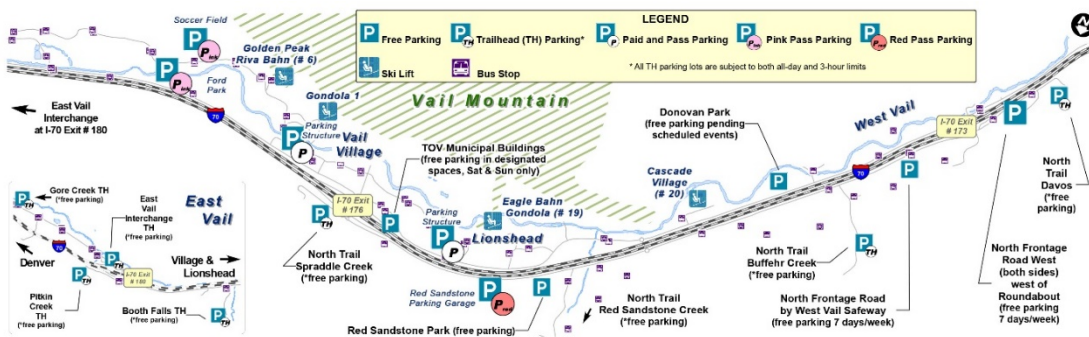 LEGEND
Free Parking
Trailhead (TH) Parking*
Paid and Pass Parking
Pink Pass Parking
Red Pass Parking
Ski Lift
Bus Stop
* All TH parking lots are subject to both all-day and 3-hour limits
Soccer Field
Golden Peak
Riva Bahn (# 6)
Ford
Park
Gondola 1
Vail Mountain
East Vail
Interchange
at I-70 Exit # 180
70
Parking
Structure
Vail
Village
TOV Municipal Buildings
(free parking in designated
spaces, Sat & Sun only)
I-70 Exit
# 176
North Trail
Spraddle Creek
(*free parking)
Parking
Structure
Eagle Bahn
Gondola (# 19)
Lionshead
Red Sandstone
Parking Garage
Red Sandstone Park (free parking)
North Trail
Red Sandstone Creek
(*free parking)
Cascade
Village
(# 20)
Donovan Park
(free parking pending
scheduled events)
West Vail
70
I-70 Exit
# 173
North Trail
Buffehr Creek
(*free parking)
North Frontage Road
by West Vail Safeway
(free parking 7 days/week)
North Frontage
Road West
(both sides)
west of
Roundabout
(free parking
7 days/week)
North
Trail
Davos
(*free
parking)
Gore Creek TH
(*free parking)
East
Vail
Interchange
TH
(*free parking)
East
Vail
70
Denver
I-70 Exit
# 180
Village &
Lionshead
Pitkin
Creek
TH
(*free parking)
Booth Falls TH
(*free parking)